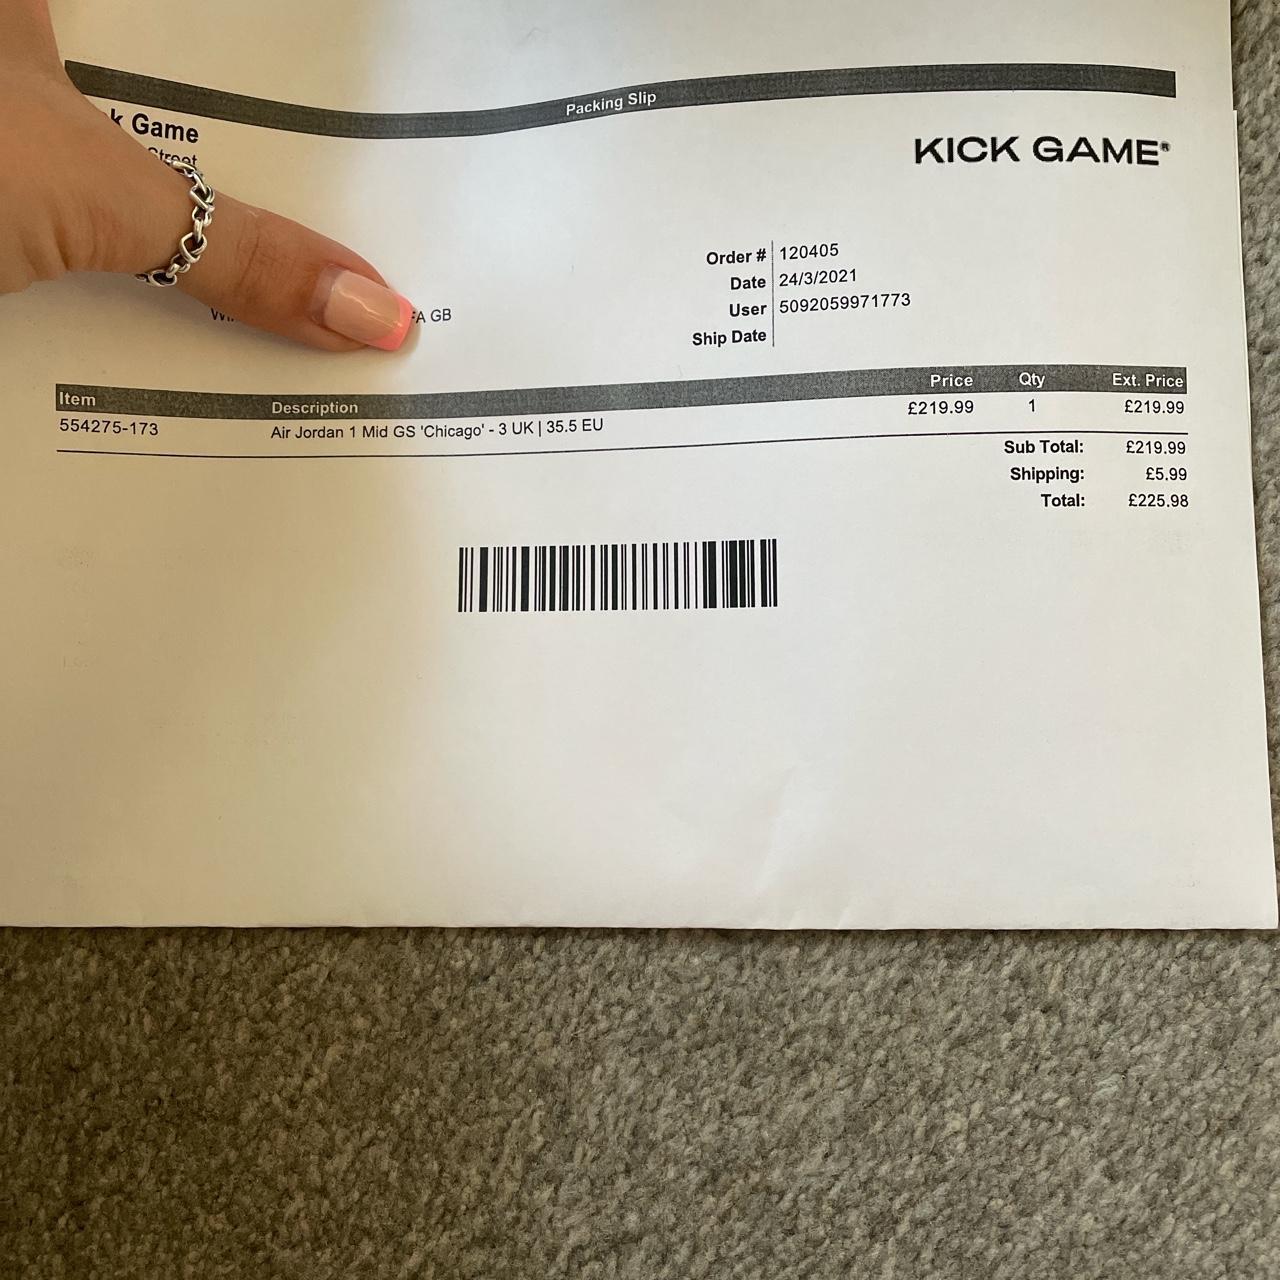 Packing Slip
Game
Street
KICK GAME®
Order # 120405
Date 24/3/2021
User 5092059971773
Ship Date
GB
Item Description Price Qty Ext. Price
554275-173 Air Jordan 1 Mid GS 'Chicago' - 3 UK | 35.5 EU £219.99 1 £219.99
Sub Total: £219.99
Shipping: £5.99
Total: £225.98